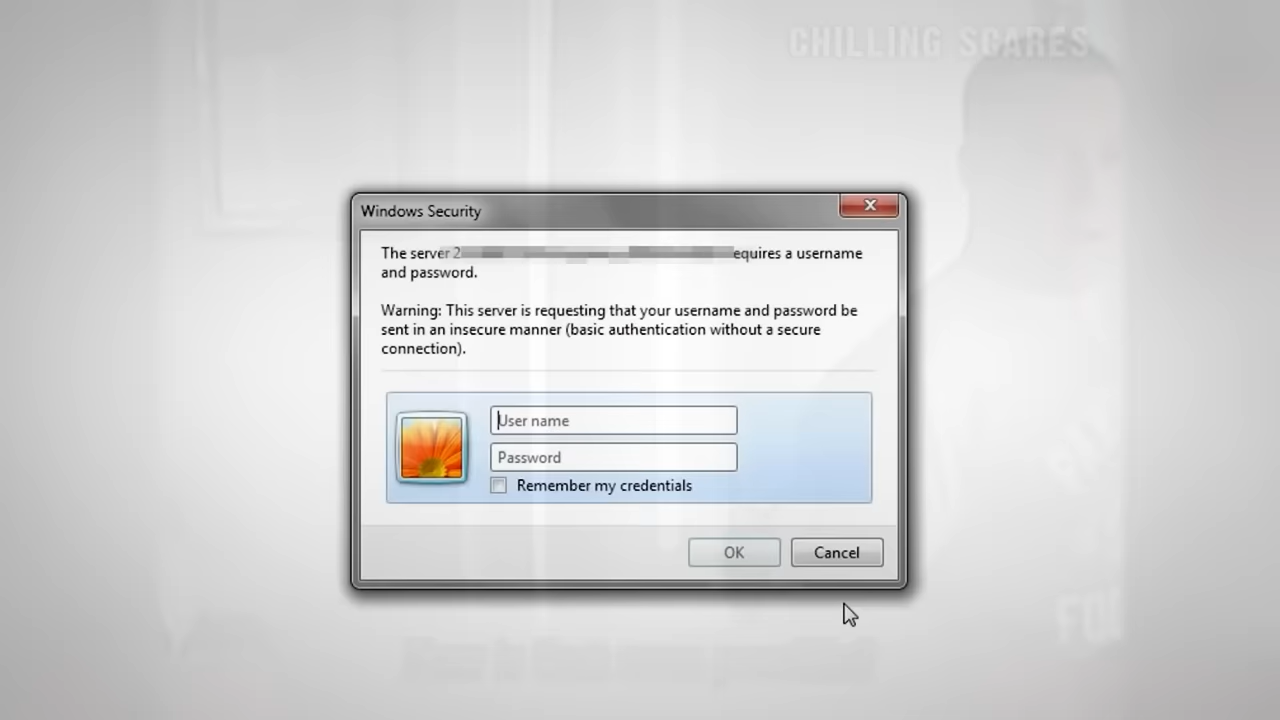 CHILLING SCARES
Windows Security
The server 2 equires a username
and password.
Warning: This server is requesting that your username and password be
sent in an insecure manner (basic authentication without a secure
connection).
User name
Password
Remember my credentials
OK
Cancel